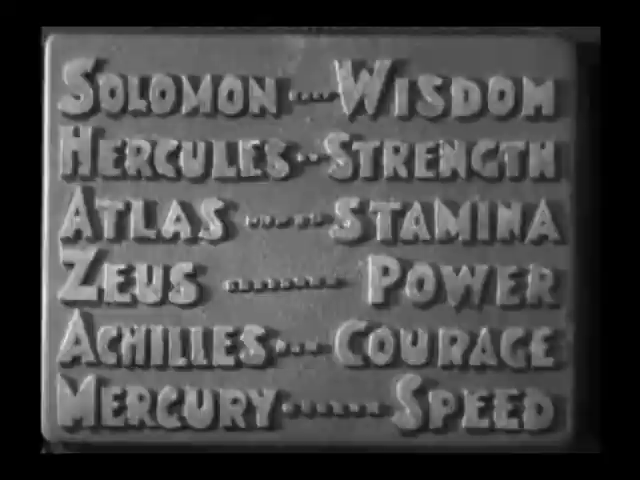 SOLOMON....WISDOM
HERCULES..STRENGTH
ATLAS ......STAMINA
ZEUS ......... POWER
ACHILLES....COURAGE
MERCURY.......SPEED